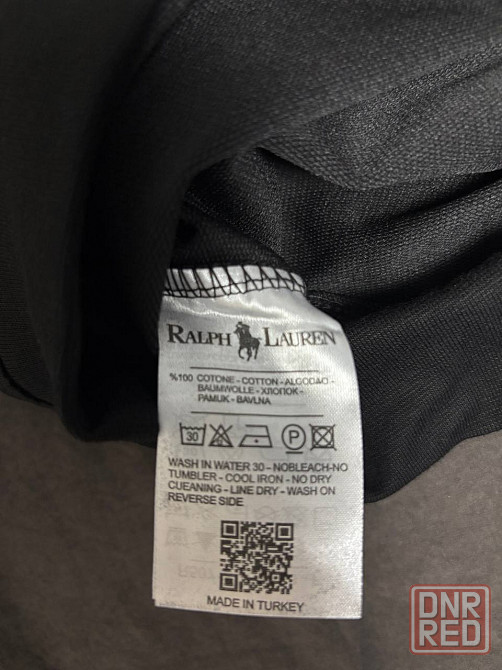 RALPH LAUREN
%100 COTONE - COTTON - ALGODAO -
BAUMWOLLE - ХЛОПОК -
PAMUK - BAVLNA
30
P
WASH IN WATER 30 - NOBLEACH-NO
TUMBLER - COOL IRON - NO DRY
CUEANING - LINE DRY - WASH ON
REVERSE SIDE
MADE IN TURKEY
DNR
RED